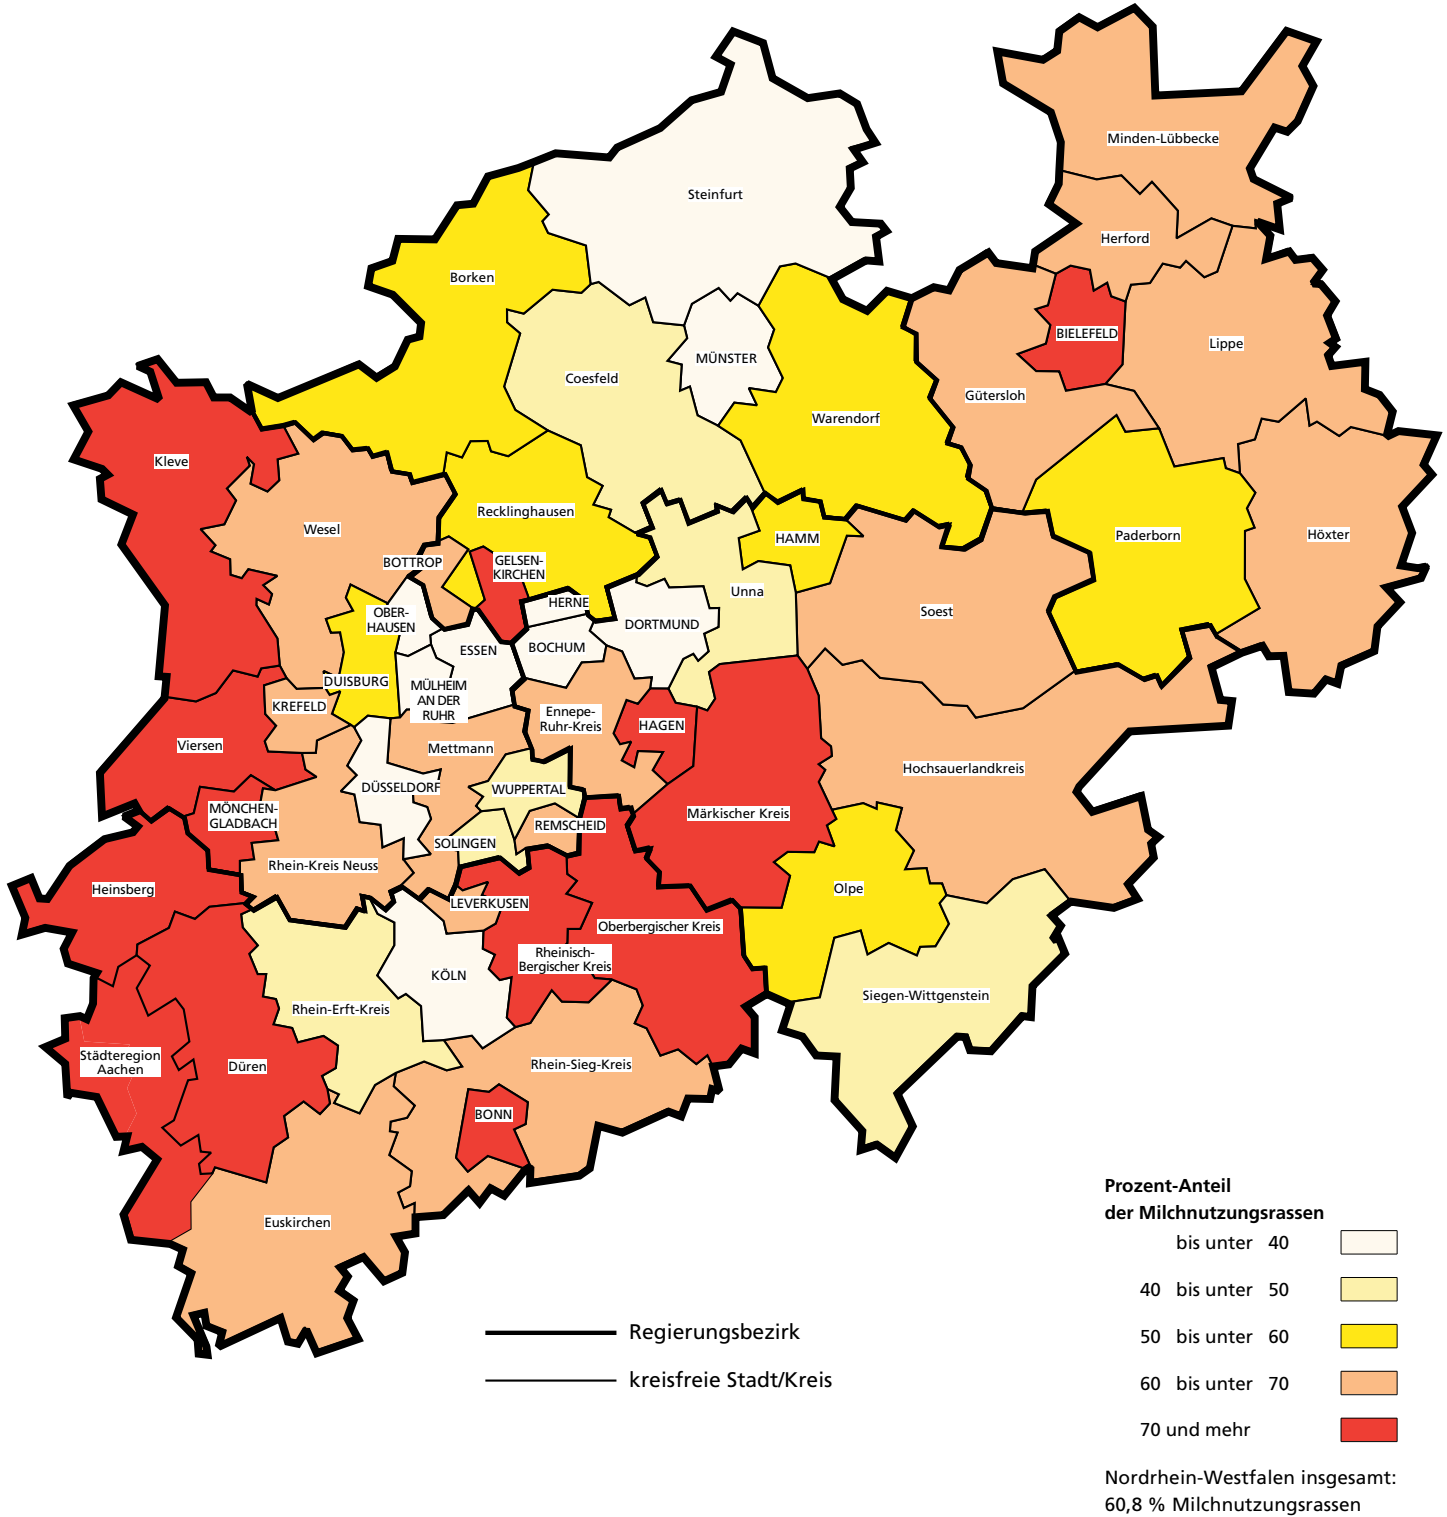 Minden-Lübbecke
Steinfurt
Herford
Borken
BIELEFELD
Lippe
MÜNSTER
Coesfeld
Gütersloh
Warendorf
Kleve
Recklinghausen
Wesel
Paderborn
Höxter
HAMM
BOTTROP
GELSEN-
KIRCHEN
Unna
HERNE
OBER-
HAUSEN
Soest
DORTMUND
ESSEN
BOCHUM
DUISBURG
MÜLHEIM
AN DER
RUHR
KREFELD
Ennepe-
Ruhr-Kreis
HAGEN
Viersen
Mettmann
Hochsauerlandkreis
DÜSSELDORF
WUPPERTAL
MÖNCHEN-
GLADBACH
Märkischer Kreis
REMSCHEID
SOLINGEN
Rhein-Kreis Neuss
Heinsberg
Olpe
LEVERKUSEN
Oberbergischer Kreis
Rheinisch-
Bergischer Kreis
KÖLN
Siegen-Wittgenstein
Rhein-Erft-Kreis
Städteregion
Aachen
Düren
Rhein-Sieg-Kreis
BONN
Euskirchen
Prozent-Anteil
der Milchnutzungsrassen
bis unter 40
40 bis unter 50
50 bis unter 60
60 bis unter 70
70 und mehr
Regierungsbezirk
kreisfreie Stadt/Kreis
Nordrhein-Westfalen insgesamt:
60,8 % Milchnutzungsrassen